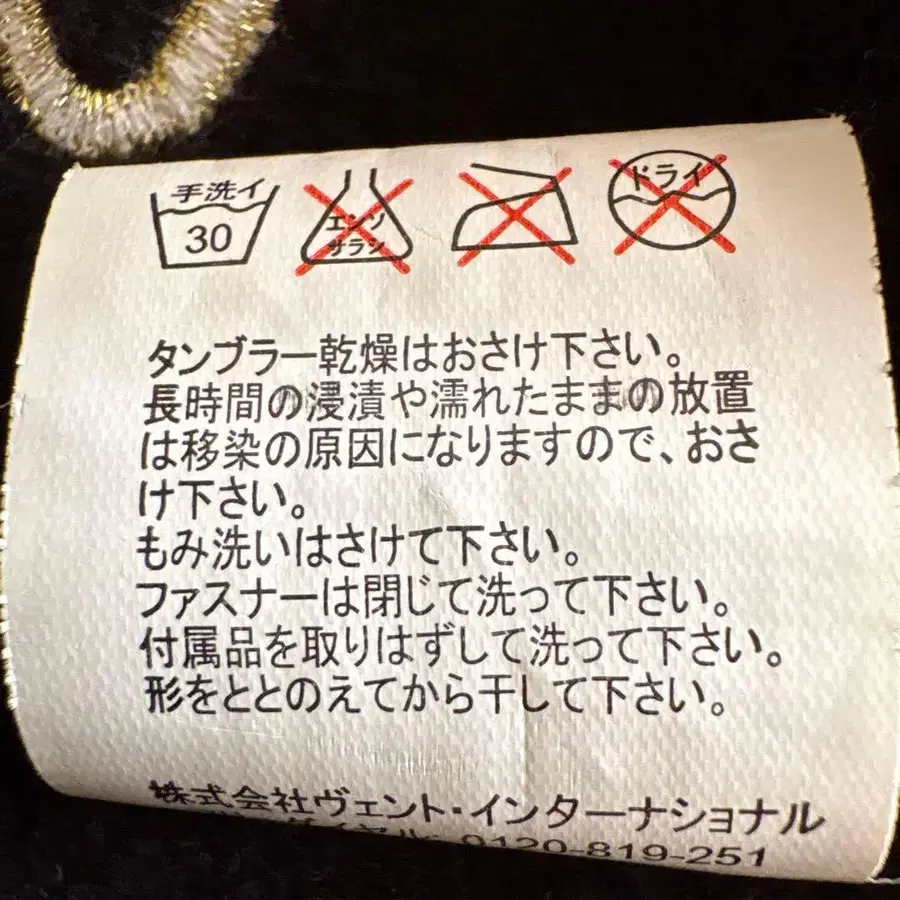 手洗イ
30
エンソ
サラシ
ドライ
タンブラー乾燥はおさけ下さい。
長時間の浸漬や濡れたままの放置
は移染の原因になりますので、おさ
け下さい。
もみ洗いはさけて下さい。
ファスナーは閉じて洗って下さい。
付属品を取りはずして洗って下さい。
形をととのえてから干して下さい。
株式会社ヴェント・インターナショナル
ダイヤル: 0120-819-251